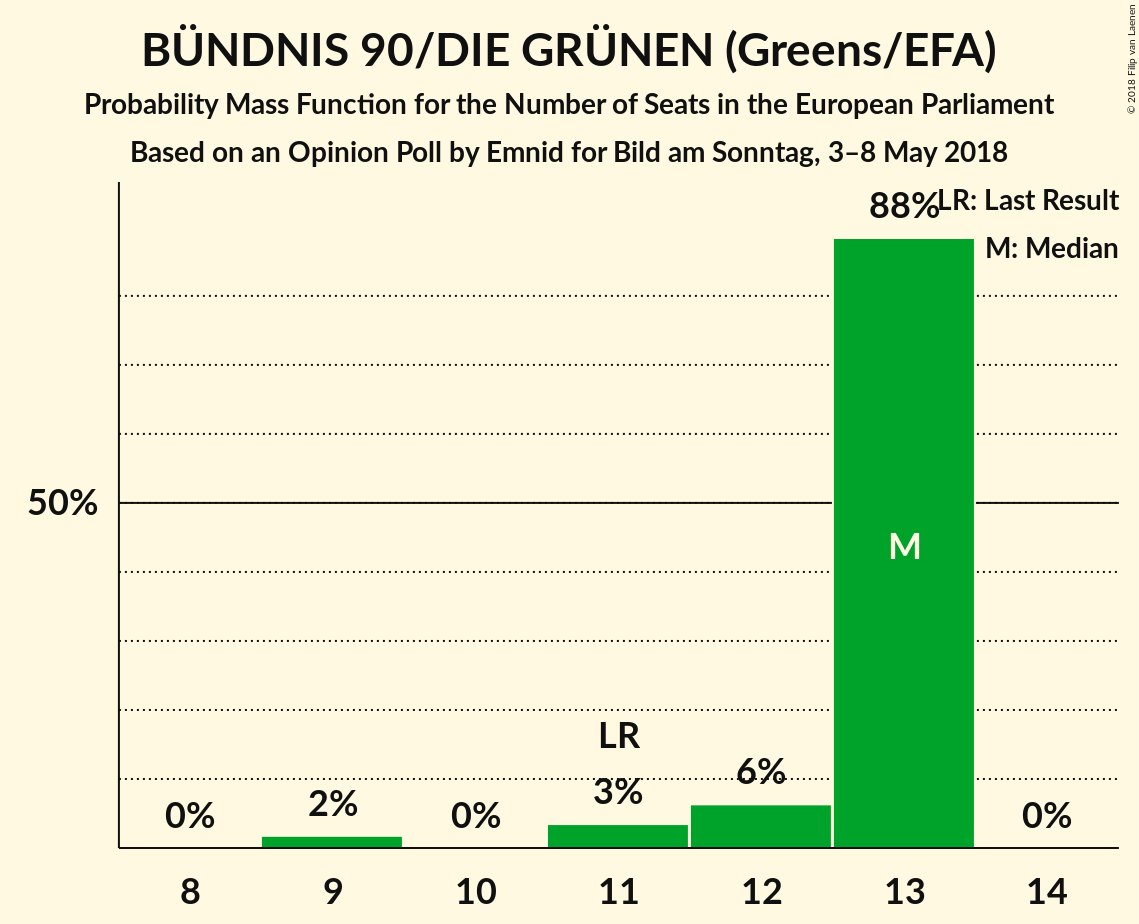 BÜNDNIS 90/DIE GRÜNEN (Greens/EFA)
Probability Mass Function for the Number of Seats in the European Parliament
Based on an Opinion Poll by Emnid for Bild am Sonntag, 3–8 May 2018
© 2018 Filip van Laenen
LR: Last Result
M: Median
88%
50%
M
LR
0%
2%
0%
3%
6%
0%
8 9 10 11 12 13 14